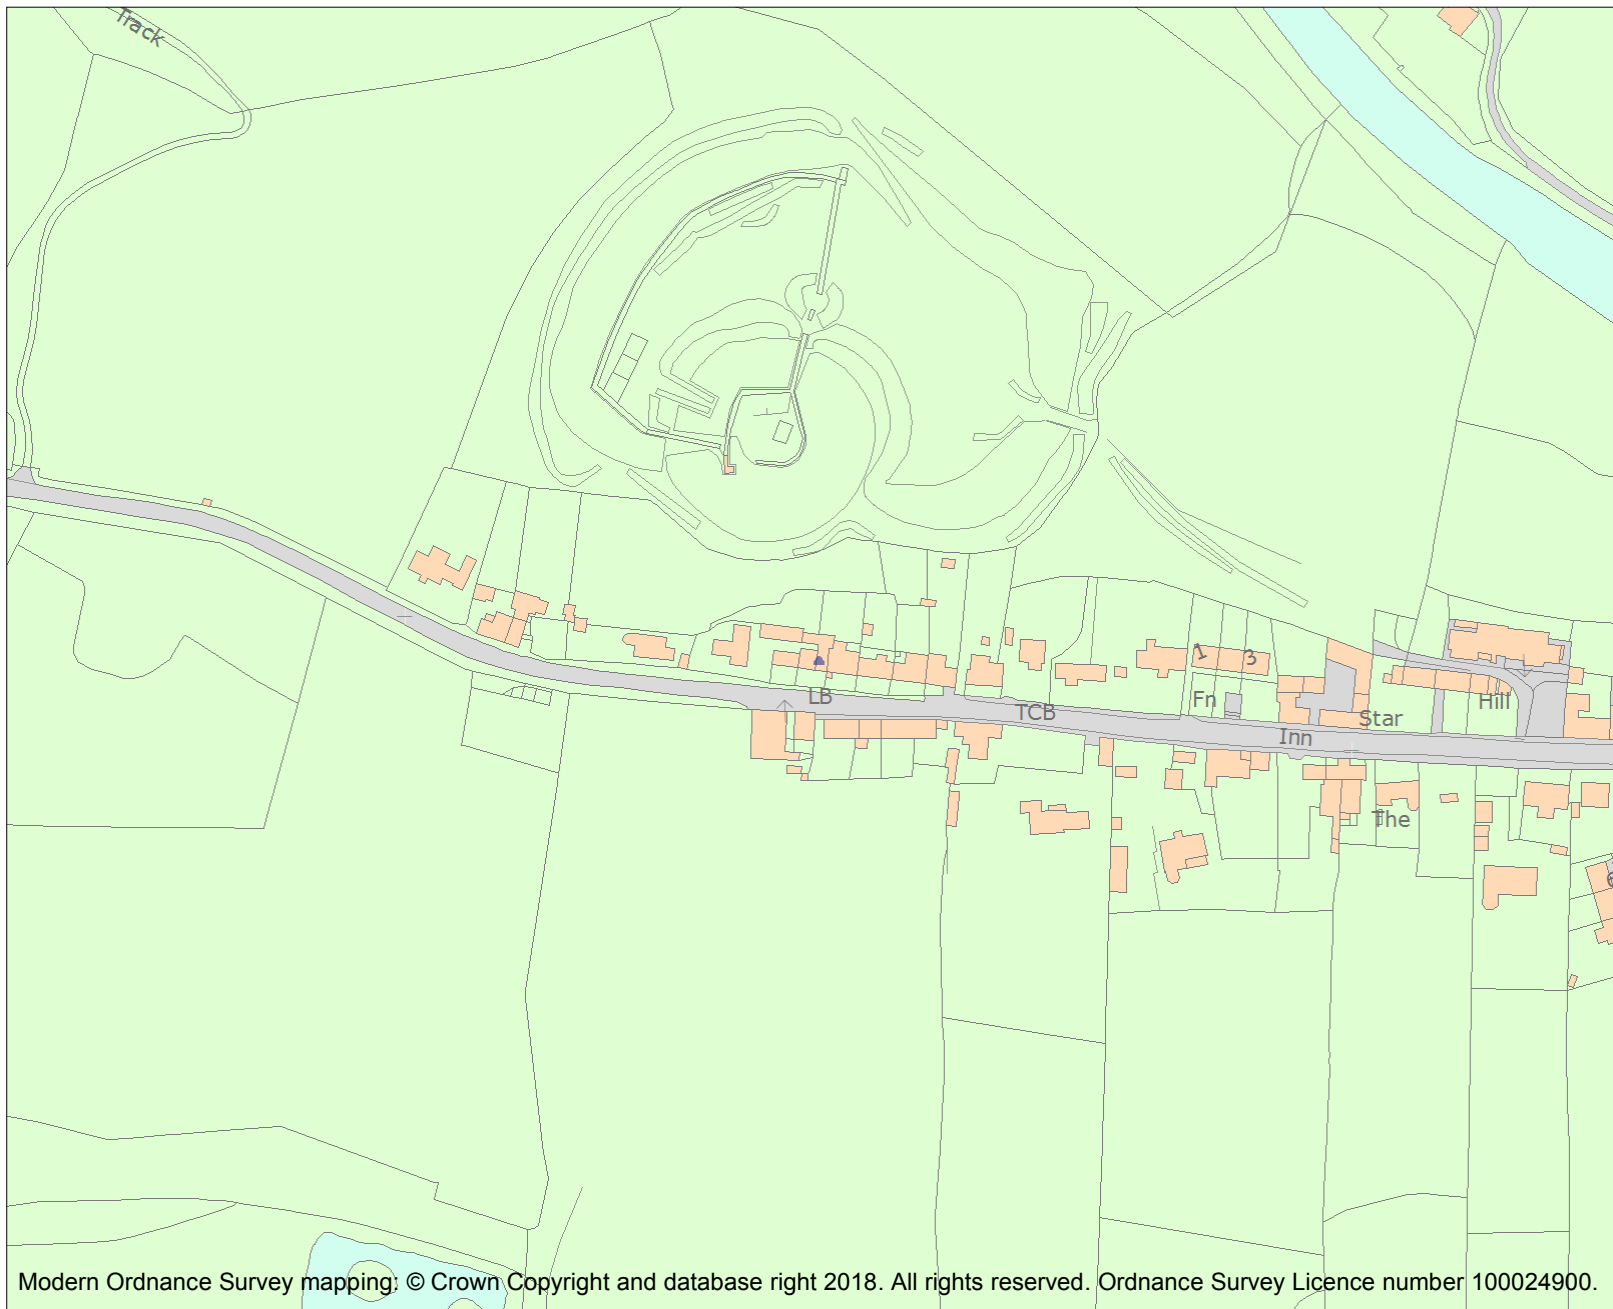 Track
1
3
LB
Fn
Hill
TCB
Star
Inn
The
6
Modern Ordnance Survey mapping: © Crown Copyright and database right 2018. All rights reserved. Ordnance Survey Licence number 100024900.